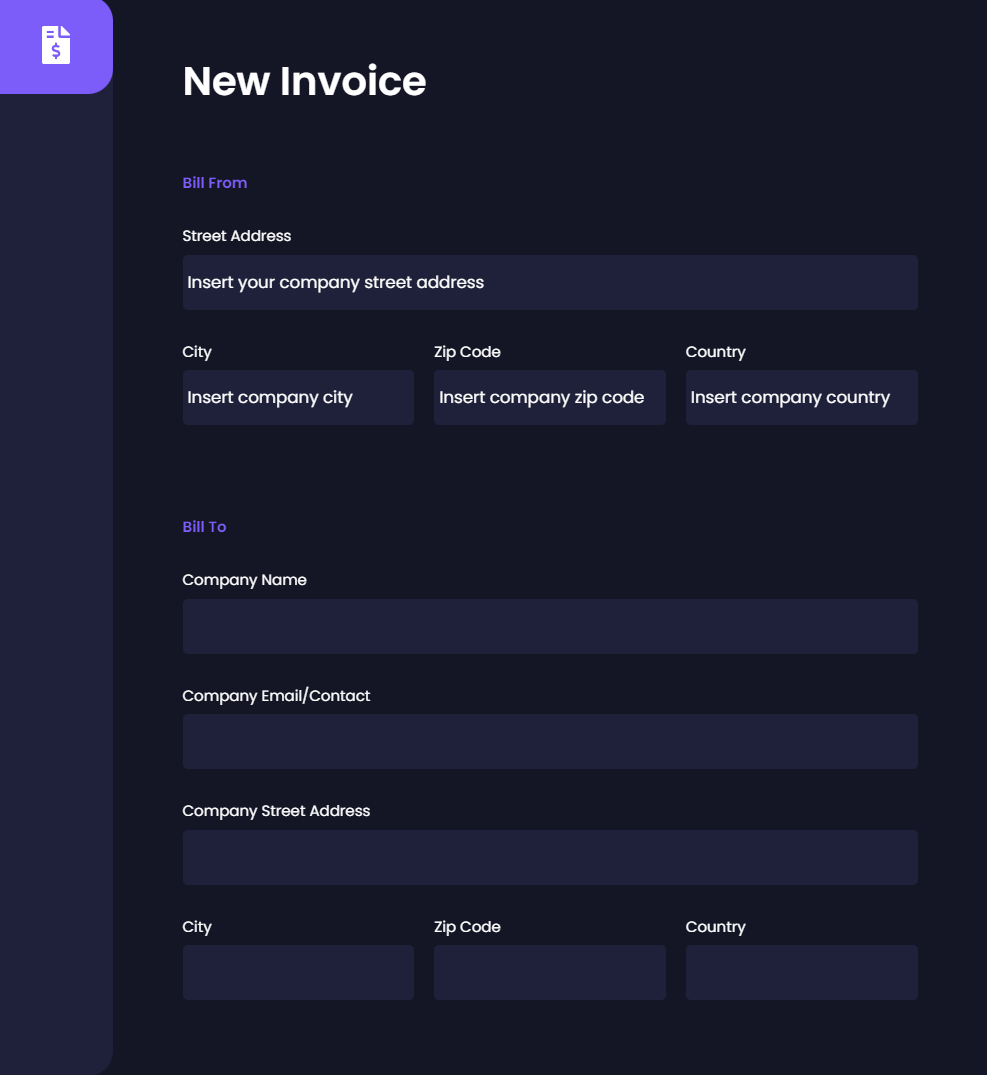 $
New Invoice
Bill From
Street Address
Insert your company street address
City Zip Code Country
Insert company city Insert company zip code Insert company country
Bill To
Company Name
Company Email/Contact
Company Street Address
City Zip Code Country